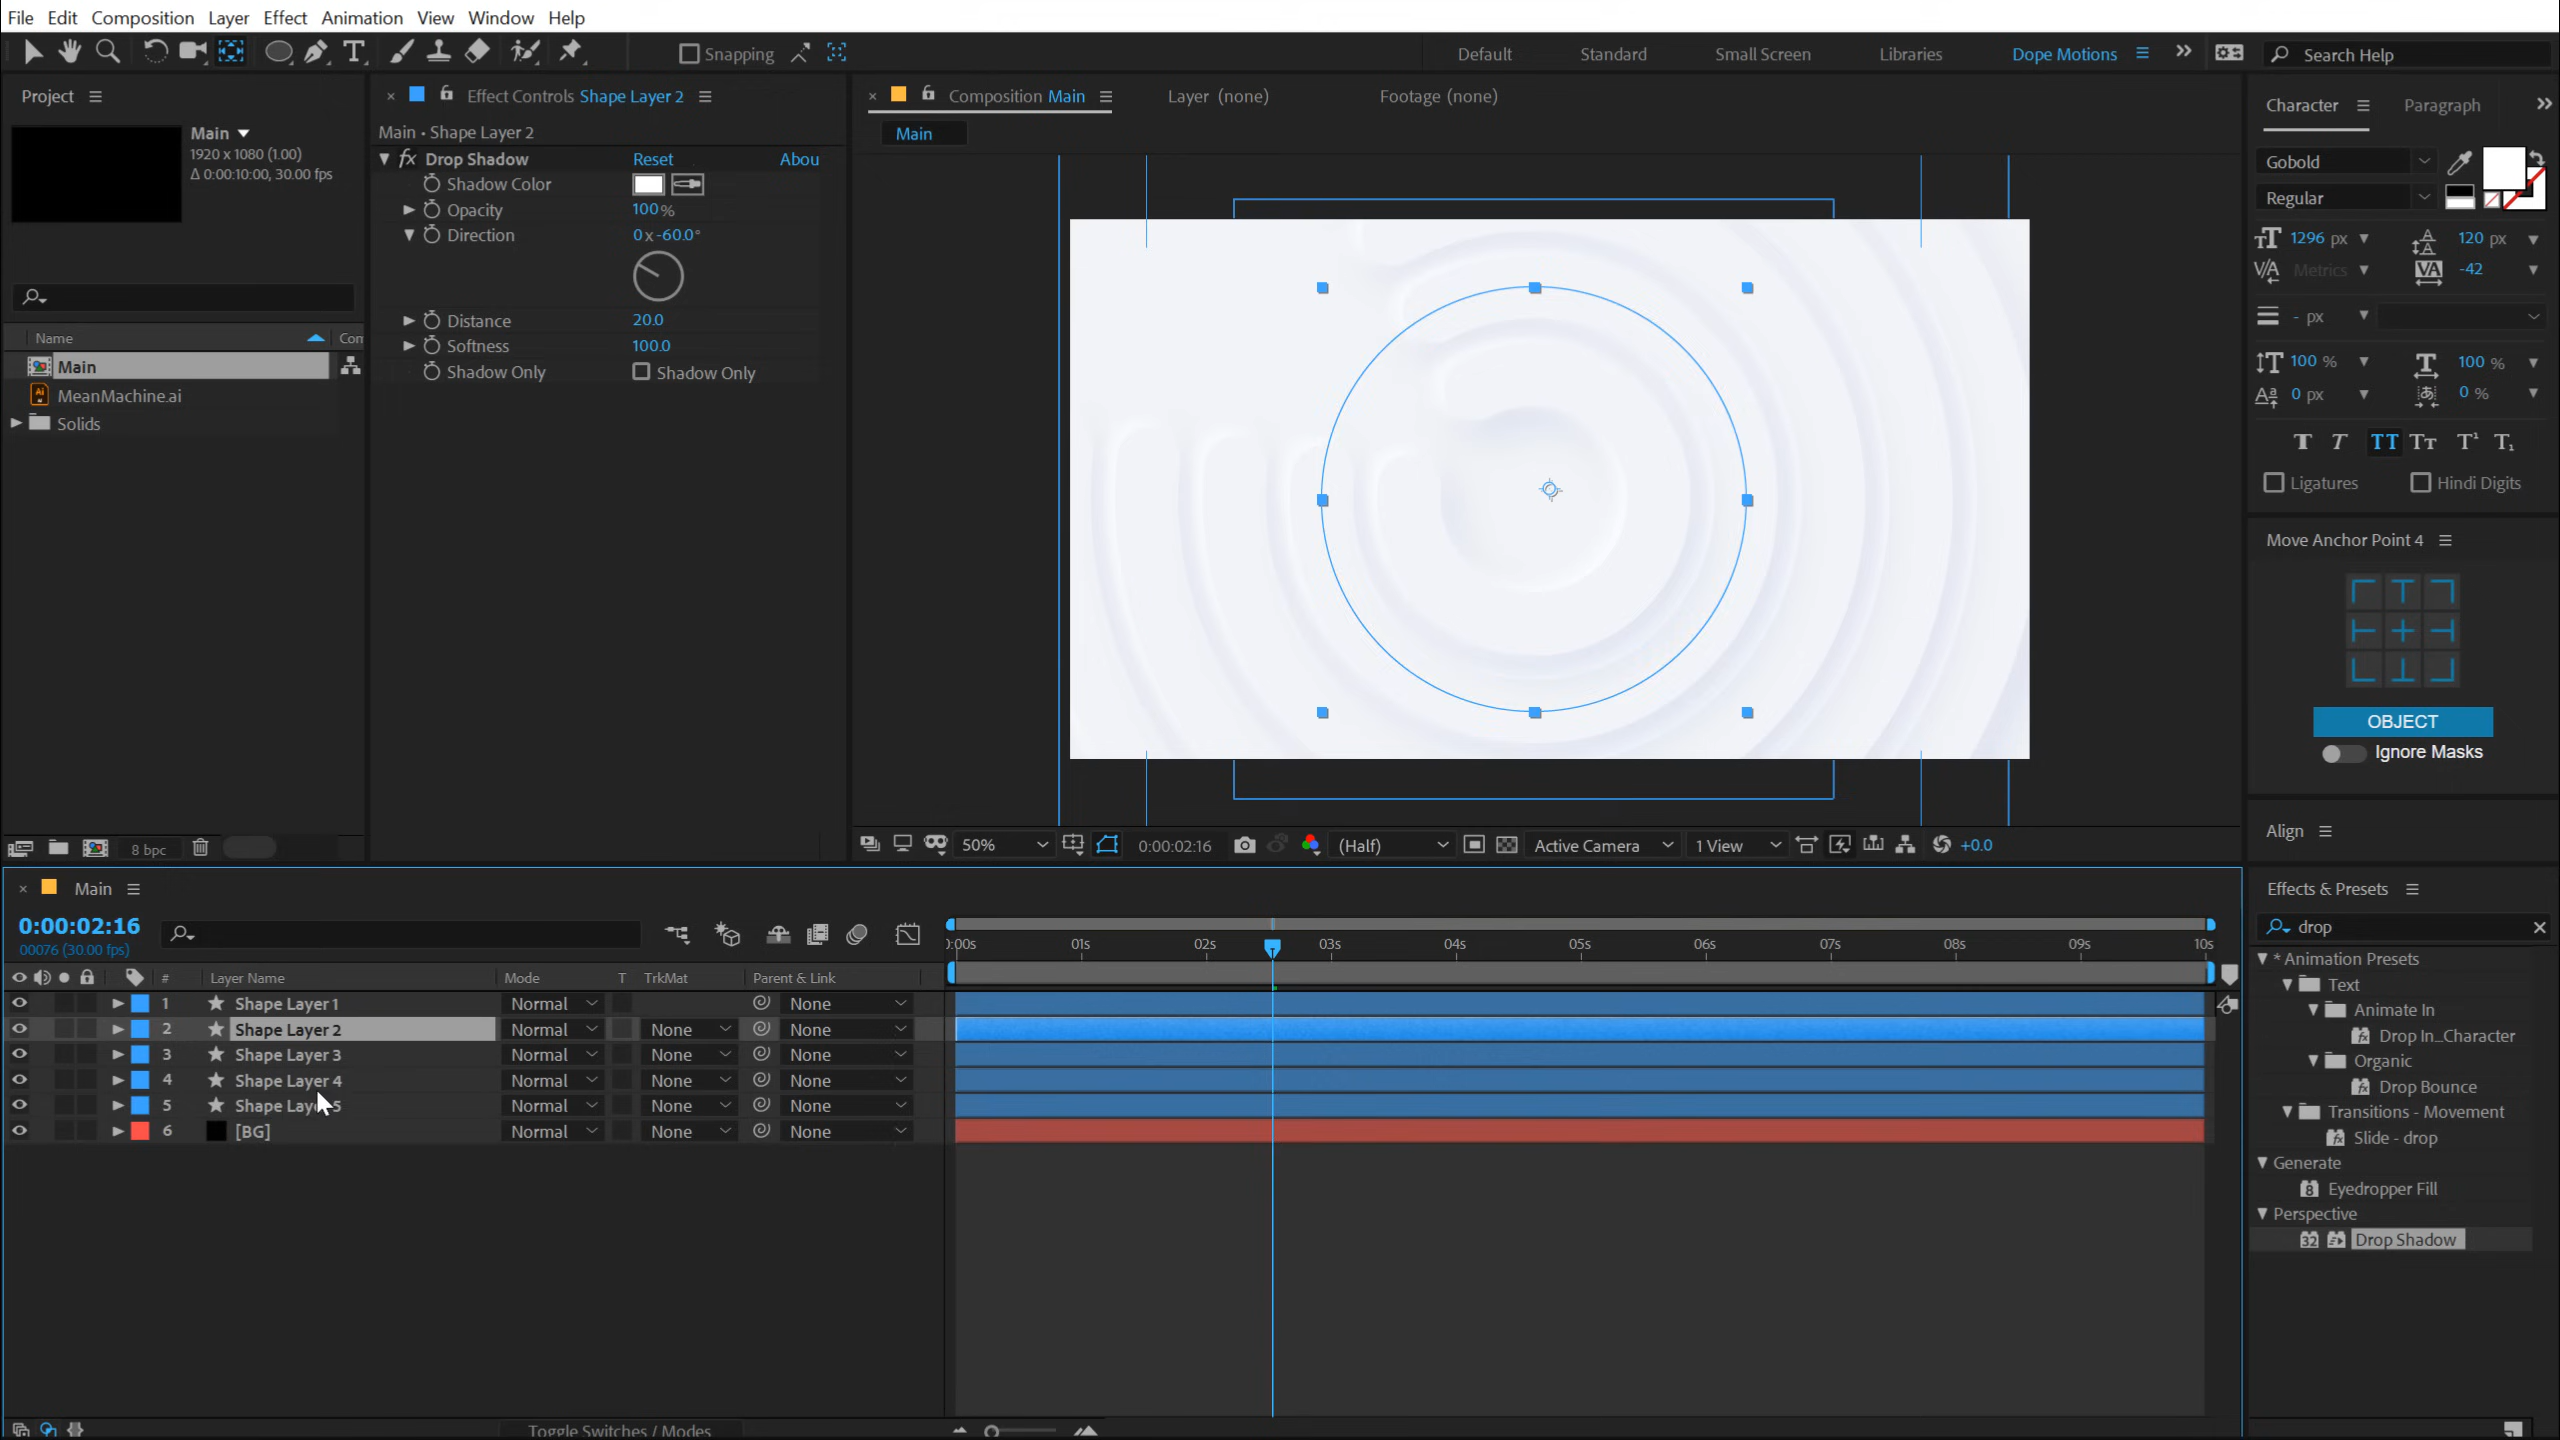 File Edit Composition Layer Effect Animation View Window Help
Snapping
Default Standard Small Screen Libraries Dope Motions Search Help
Project
Main
1920 x 1080 (1.00)
Δ 0:00:10:00, 30.00 fps
Name Con
Main
MeanMachine.ai
Solids
8 bpc
Effect Controls Shape Layer 2
Main • Shape Layer 2
fx Drop Shadow Reset Abou
Shadow Color
Opacity 100%
Direction 0 x -60.0°
Distance 20.0
Softness 100.0
Shadow Only Shadow Only
Composition Main Layer (none) Footage (none)
Main
50% 0:00:02:16 (Half) Active Camera 1 View +0.0
Character Paragraph
Gobold
Regular
1296 px 120 px
Metrics -42
- px
100 % 100 %
0 px 0 %
TT Tt T¹ T₁
Ligatures Hindi Digits
Move Anchor Point 4
OBJECT
Ignore Masks
Align
Effects & Presets
drop
* Animation Presets
Text
Animate In
Drop In_Character
Organic
Drop Bounce
Transitions - Movement
Slide - drop
Generate
Eyedropper Fill
Perspective
32 Drop Shadow
Main
0:00:02:16
00076 (30.00 fps)
:00s 01s 02s 03s 04s 05s 06s 07s 08s 09s 10s
# Layer Name Mode T TrkMat Parent & Link
1 Shape Layer 1 Normal None
2 Shape Layer 2 Normal None None
3 Shape Layer 3 Normal None None
4 Shape Layer 4 Normal None None
5 Shape Layer 5 Normal None None
6 [BG] Normal None None
Toggle Switches / Modes